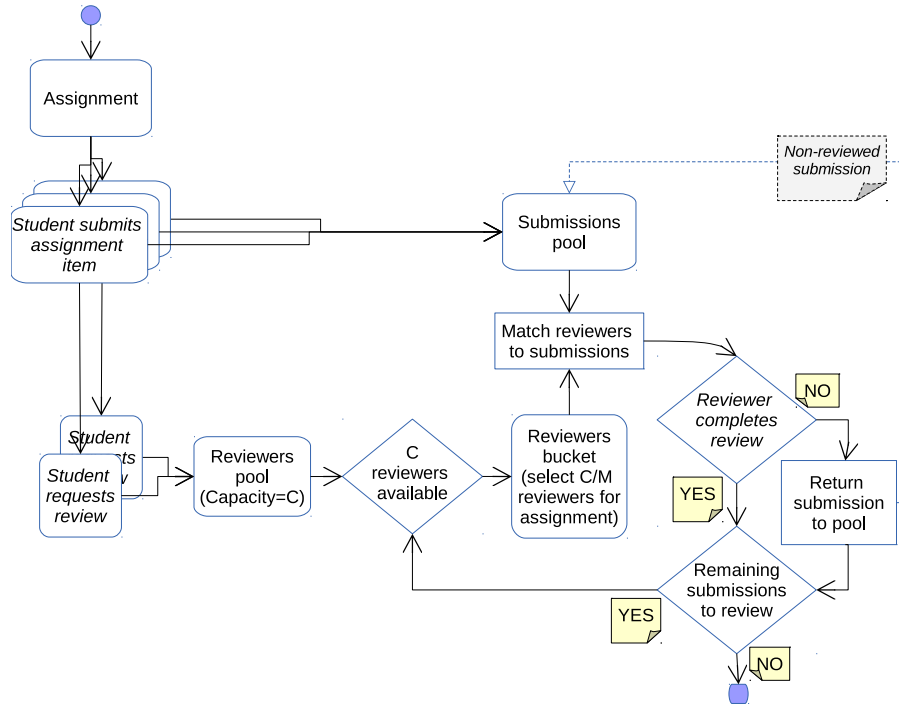 Assignment
Non-reviewed
submission
Student submits
assignment
item
Submissions
pool
Match reviewers
to submissions
NO
Reviewer
completes
review
Student
Student
requests
review
Reviewers
pool
(Capacity=C)
C
reviewers
available
Reviewers
bucket
(select C/M
reviewers for
assignment)
YES
Return
submission
to pool
Remaining
submissions
to review
YES
NO